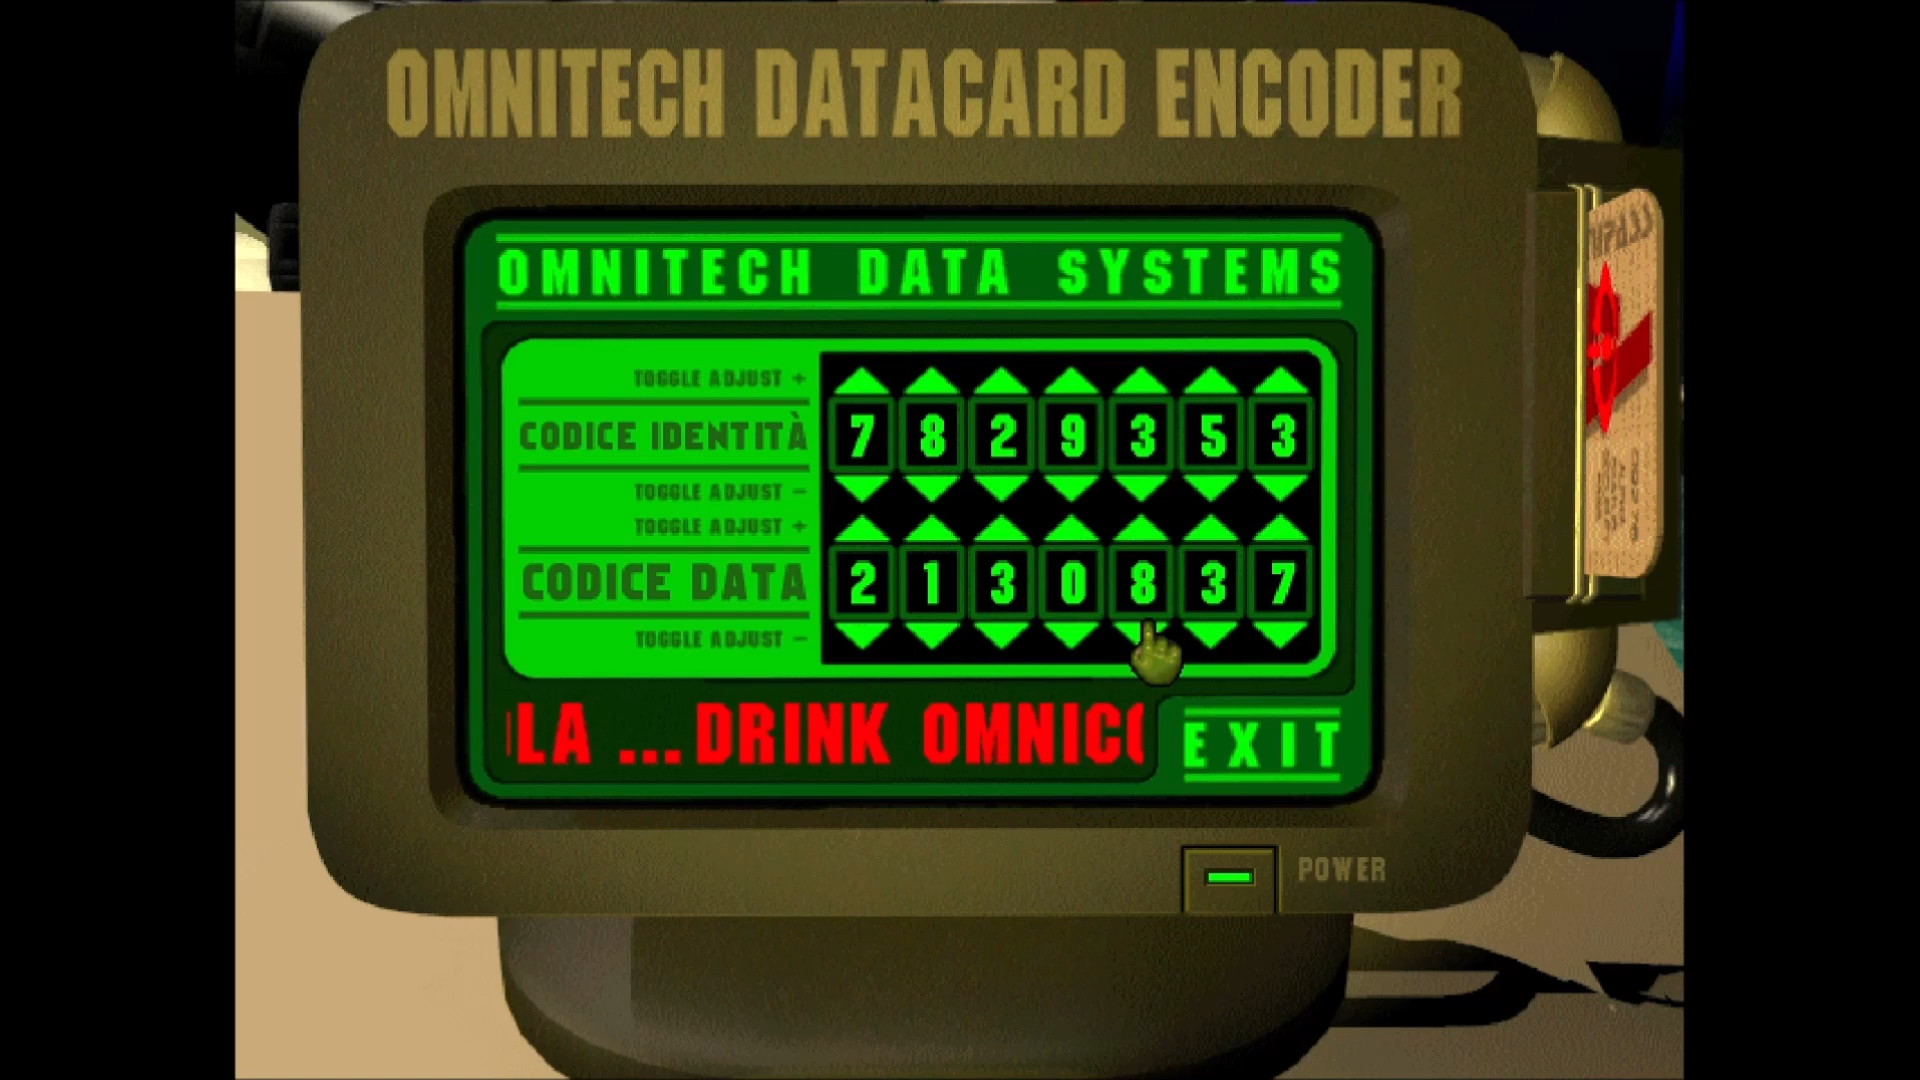 OMNITECH DATACARD ENCODER
OMNITECH DATA SYSTEMS
TOGGLE ADJUST +
CODICE IDENTITÀ 7 8 2 9 3 5 3
TOGGLE ADJUST -
TOGGLE ADJUST +
CODICE DATA 2 1 3 0 8 3 7
TOGGLE ADJUST -
LA ...DRINK
EXIT
POWER